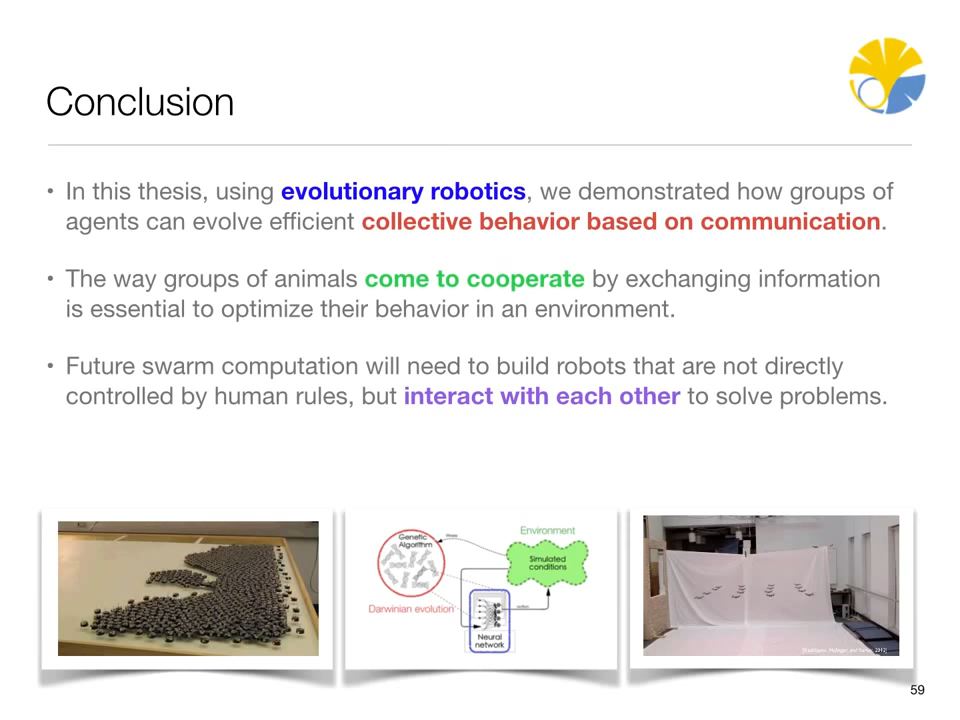 Conclusion
• In this thesis, using evolutionary robotics, we demonstrated how groups of
agents can evolve efficient collective behavior based on communication.
• The way groups of animals come to cooperate by exchanging information
is essential to optimize their behavior in an environment.
• Future swarm computation will need to build robots that are not directly
controlled by human rules, but interact with each other to solve problems.
Genetic
Algorithm
Darwinian evolution
Environment
Simulated
conditions
Neural
network
and
2012]
59